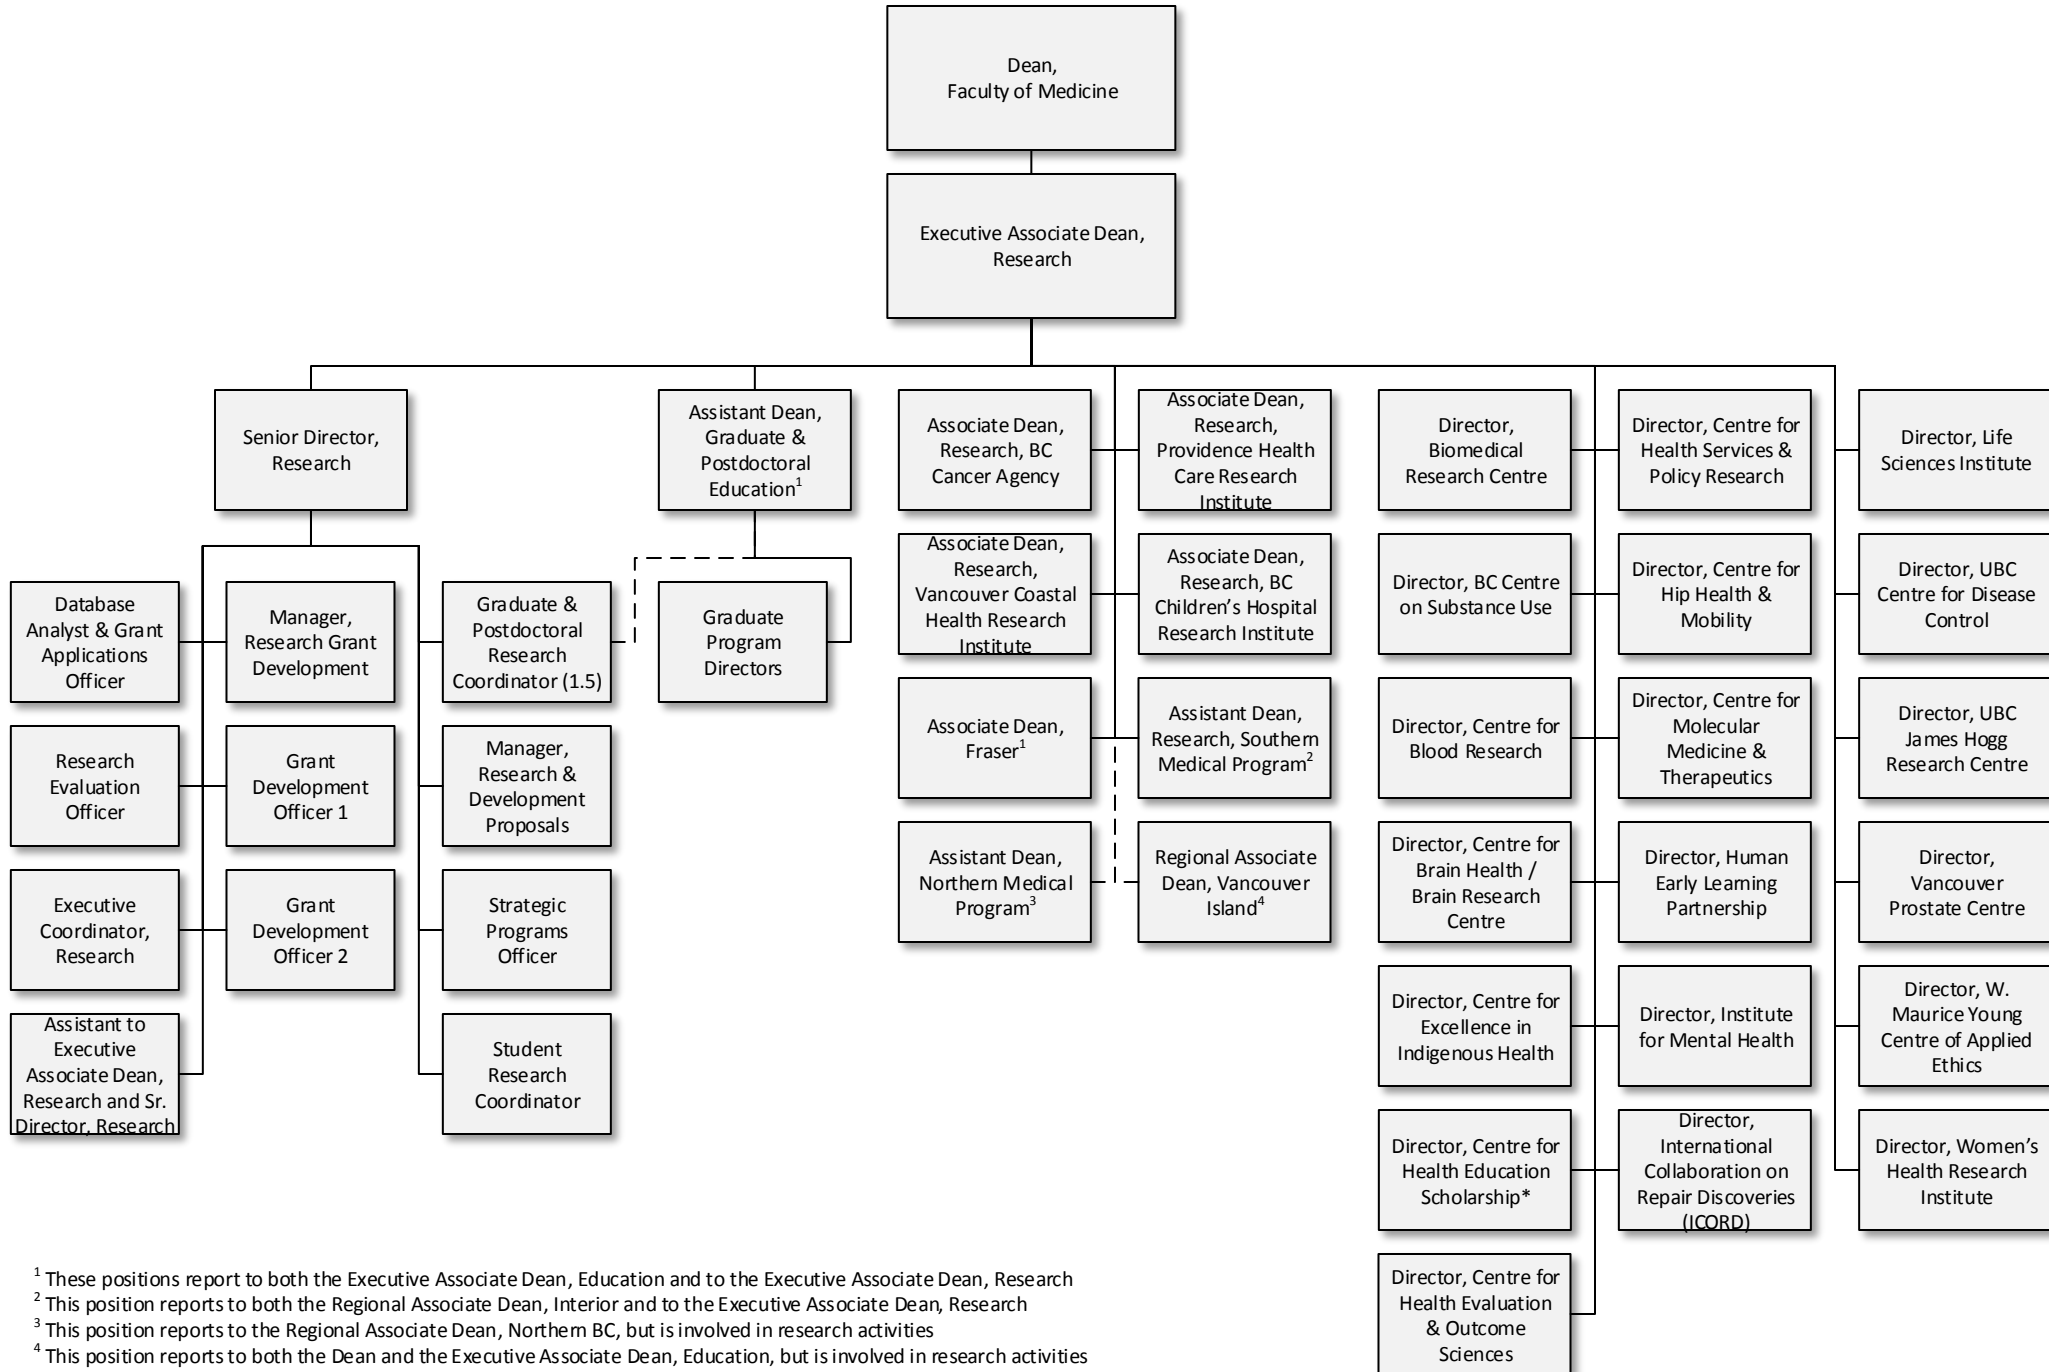 Dean,
Faculty of Medicine
Executive Associate Dean,
Research
Senior Director,
Research
Assistant Dean,
Graduate &
Postdoctoral
Education¹
Associate Dean,
Research, BC
Cancer Agency
Associate Dean,
Research,
Providence Health
Care Research
Institute
Director,
Biomedical
Research Centre
Director, Centre for
Health Services &
Policy Research
Director, Life
Sciences Institute
Database
Analyst & Grant
Applications
Officer
Manager,
Research Grant
Development
Graduate &
Postdoctoral
Research
Coordinator (1.5)
Graduate
Program
Directors
Associate Dean,
Research,
Vancouver Coastal
Health Research
Institute
Associate Dean,
Research, BC
Children’s Hospital
Research Institute
Director, BC Centre
on Substance Use
Director, Centre for
Hip Health &
Mobility
Director, UBC
Centre for Disease
Control
Research
Evaluation
Officer
Grant
Development
Officer 1
Manager,
Research &
Development
Proposals
Associate Dean,
Fraser¹
Assistant Dean,
Research, Southern
Medical Program²
Director, Centre for
Blood Research
Director, Centre for
Molecular
Medicine &
Therapeutics
Director, UBC
James Hogg
Research Centre
Executive
Coordinator,
Research
Grant
Development
Officer 2
Strategic
Programs
Officer
Assistant Dean,
Northern Medical
Program³
Regional Associate
Dean, Vancouver
Island⁴
Director, Centre for
Brain Health /
Brain Research
Centre
Director, Human
Early Learning
Partnership
Director,
Vancouver
Prostate Centre
Assistant to
Executive
Associate Dean,
Research and Sr.
Director, Research
Student
Research
Coordinator
Director, Centre for
Excellence in
Indigenous Health
Director, Institute
for Mental Health
Director, W.
Maurice Young
Centre of Applied
Ethics
Director, Centre for
Health Education
Scholarship*
Director,
International
Collaboration on
Repair Discoveries
(ICORD)
Director, Women’s
Health Research
Institute
Director, Centre for
Health Evaluation
& Outcome
Sciences
¹ These positions report to both the Executive Associate Dean, Education and to the Executive Associate Dean, Research
² This position reports to both the Regional Associate Dean, Interior and to the Executive Associate Dean, Research
³ This position reports to the Regional Associate Dean, Northern BC, but is involved in research activities
⁴ This position reports to both the Dean and the Executive Associate Dean, Education, but is involved in research activities